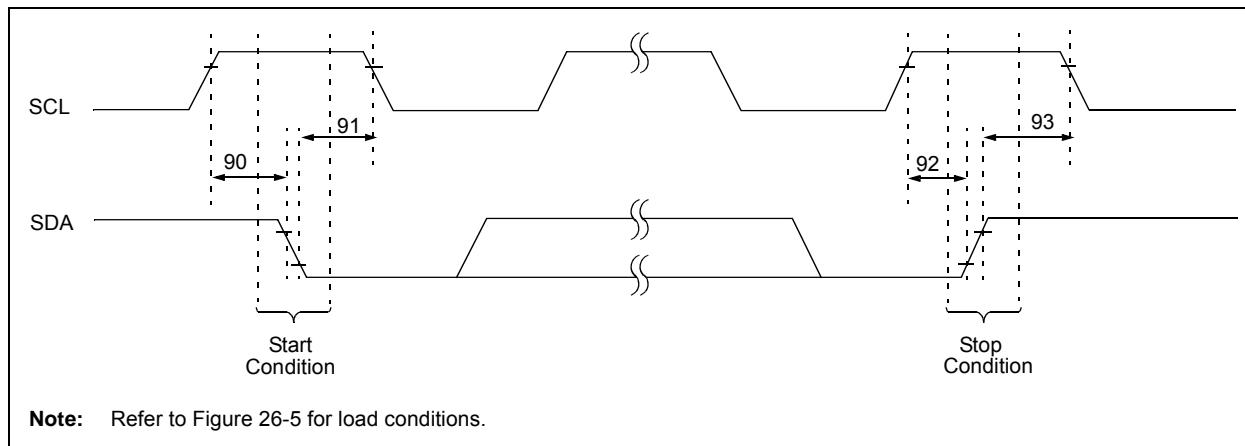 SCL
91
93
90
92
SDA
Start
Condition
Stop
Condition
Note: Refer to Figure 26-5 for load conditions.